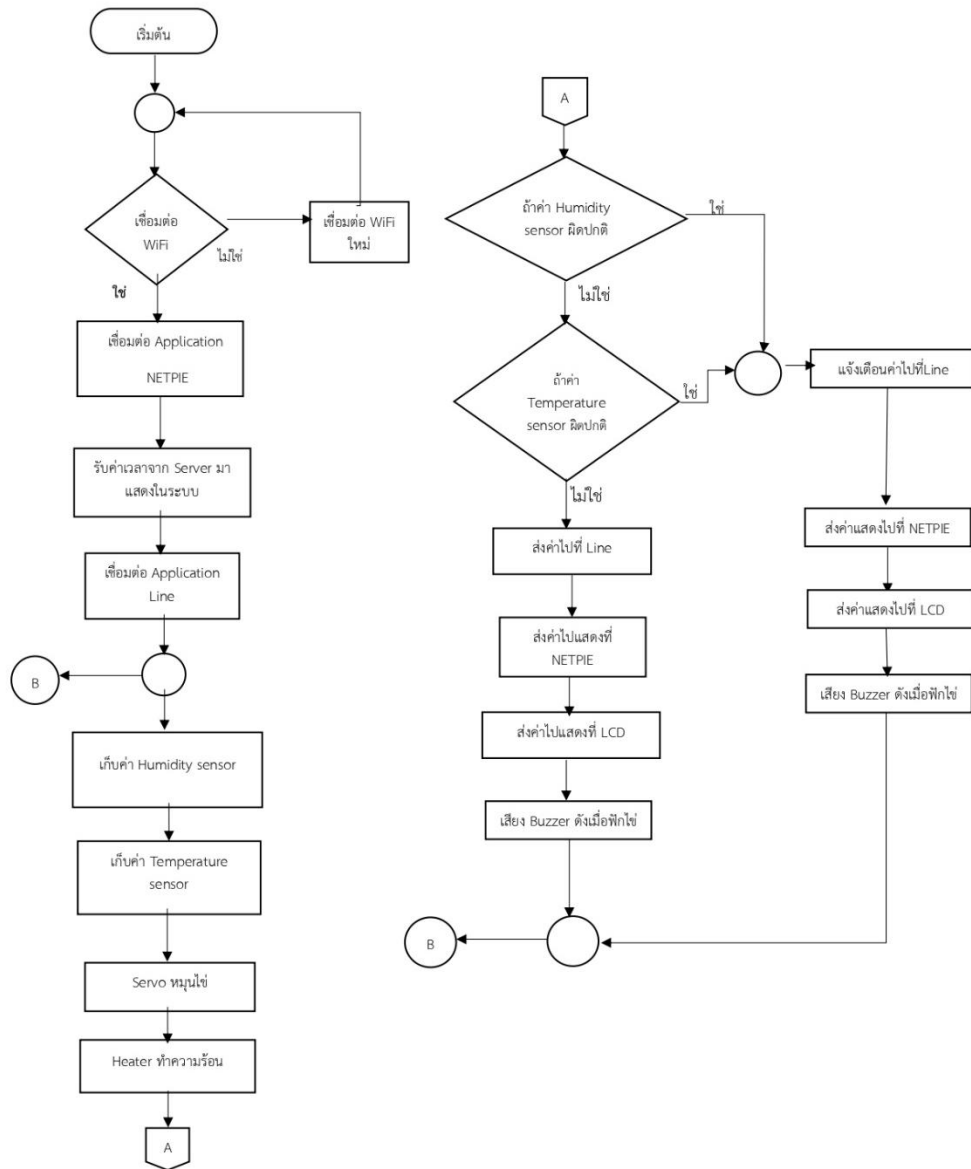 เริ่มต้น
เชื่อมต่อ
WiFi
ไม่ใช่
เชื่อมต่อ WiFi
ใหม่
ใช่
เชื่อมต่อ Application
NETPIE
รับค่าเวลาจาก Server มา
แสดงในระบบ
เชื่อมต่อ Application
Line
B
เก็บค่า Humidity sensor
เก็บค่า Temperature
sensor
Servo หมุนไข่
Heater ทำความร้อน
A
A
ถ้าค่า Humidity
sensor ผิดปกติ
ใช่
ไม่ใช่
ถ้าค่า
Temperature
sensor ผิดปกติ
ใช่
ไม่ใช่
ส่งค่าไปที่ Line
ส่งค่าไปแสดงที่
NETPIE
ส่งค่าไปแสดงที่ LCD
เสียง Buzzer ดังเมื่อฟักไข่
B
แจ้งเตือนค่าไปที่Line
ส่งค่าแสดงไปที่ NETPIE
ส่งค่าแสดงไปที่ LCD
เสียง Buzzer ดังเมื่อฟักไข่